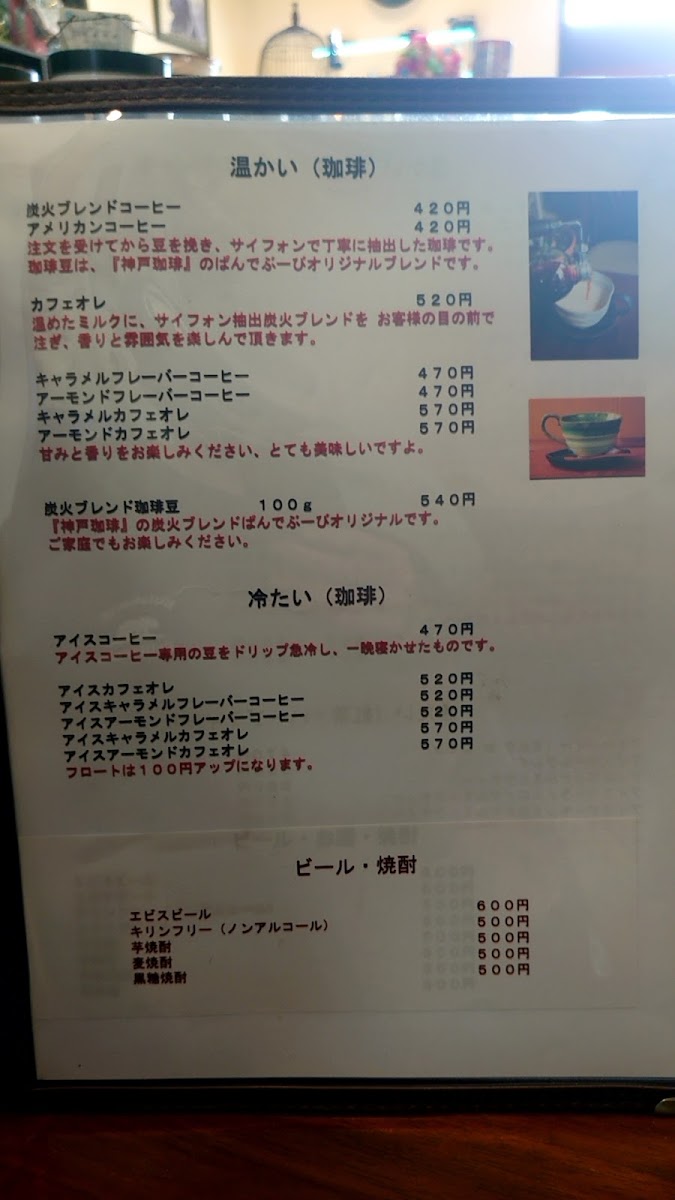 温かい（珈琲）
炭火ブレンドコーヒー ４２０円
アメリカンコーヒー ４２０円
注文を受けてから豆を挽き、サイフォンで丁寧に抽出した珈琲です。
珈琲豆は、『神戸珈琲』のぱんでぶーびオリジナルブレンドです。
カフェオレ ５２０円
温めたミルクに、サイフォン抽出炭火ブレンドを お客様の目の前で
注ぎ、香りと雰囲気を楽しんで頂きます。
キャラメルフレーバーコーヒー ４７０円
アーモンドフレーバーコーヒー ４７０円
キャラメルカフェオレ ５７０円
アーモンドカフェオレ ５７０円
甘みと香りをお楽しみください、とても美味しいですよ。
炭火ブレンド珈琲豆 １００ｇ ５４０円
『神戸珈琲』の炭火ブレンドぱんでぶーびオリジナルです。
ご家庭でもお楽しみください。
冷たい（珈琲）
アイスコーヒー ４７０円
アイスコーヒー専用の豆をドリップ急冷し、一晩寝かせたものです。
アイスカフェオレ ５２０円
アイスキャラメルフレーバーコーヒー ５２０円
アイスアーモンドフレーバーコーヒー ５２０円
アイスキャラメルカフェオレ ５７０円
アイスアーモンドカフェオレ ５７０円
フロートは１００円アップになります。
ビール・焼酎
エビスビール ６００円
キリンフリー（ノンアルコール） ５００円
芋焼酎 ５００円
麦焼酎 ５００円
黒糖焼酎 ５００円